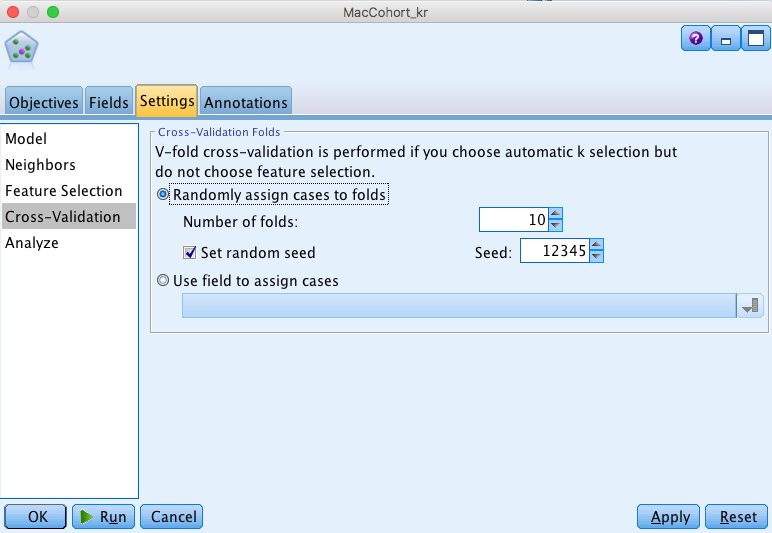 MacCohort_kr
?
Objectives Fields Settings Annotations
Model
Neighbors
Feature Selection
Cross-Validation
Analyze
Cross-Validation Folds
V-fold cross-validation is performed if you choose automatic k selection but
do not choose feature selection.
Randomly assign cases to folds
Number of folds: 10
Set random seed Seed: 12345
Use field to assign cases
OK Run Cancel Apply Reset